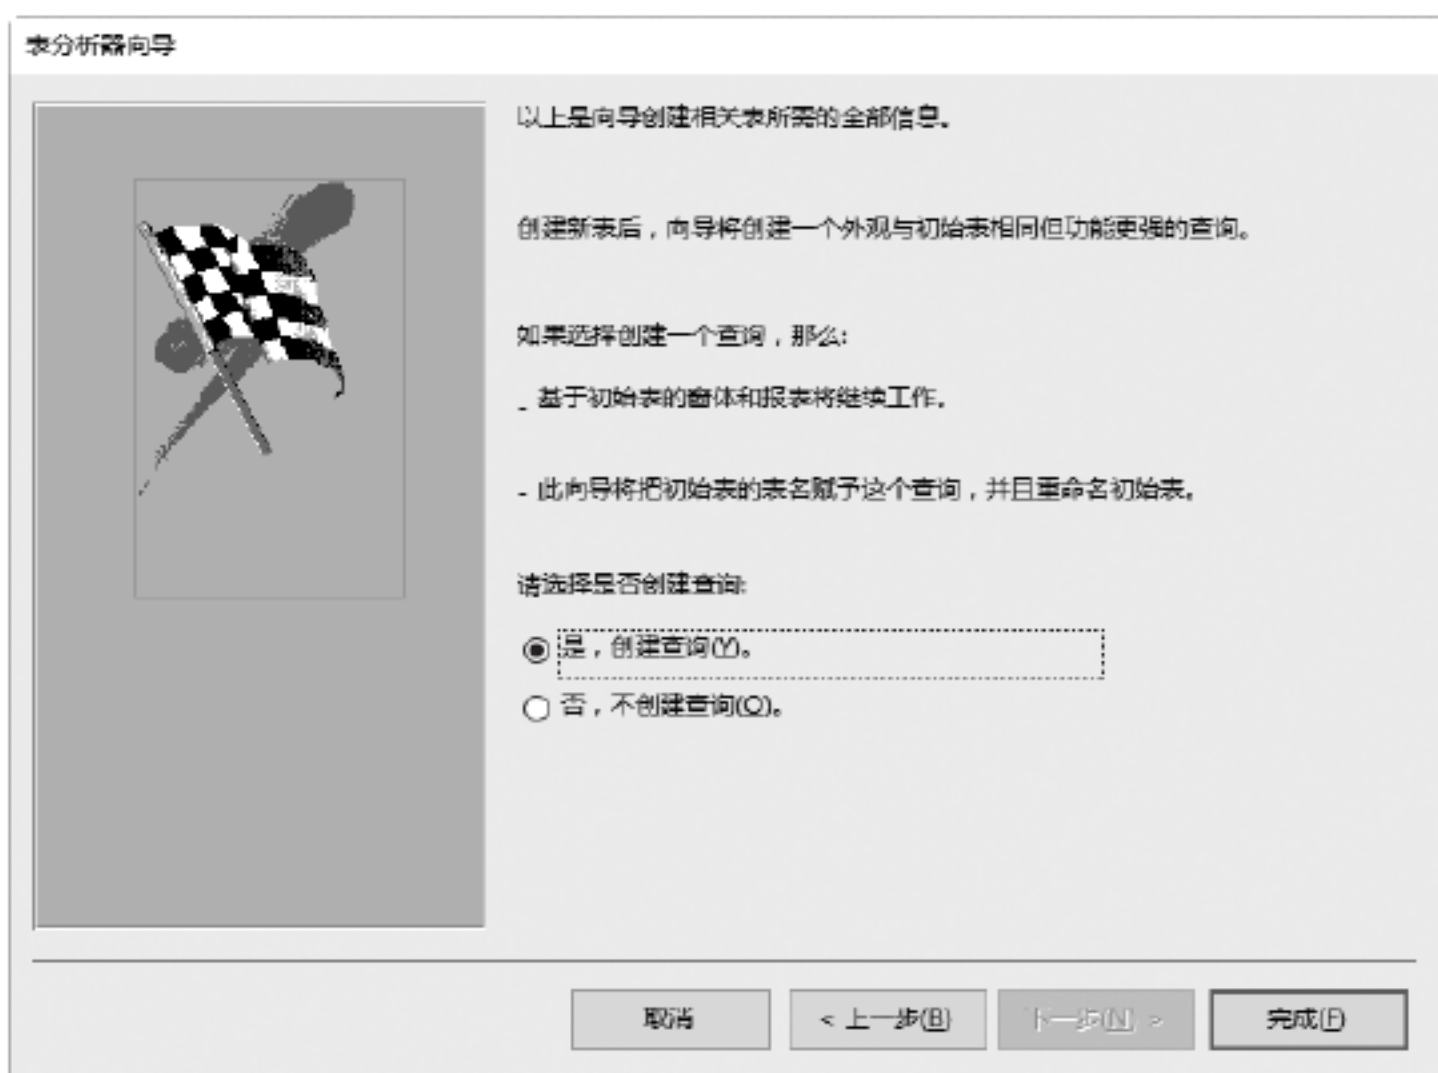 表分析器向导
以上是向导创建相关表所需的全部信息。
创建新表后，向导将创建一个外观与初始表相同但功能更强的查询。
如果选择创建一个查询，那么:
- 基于初始表的窗体和报表将继续工作。
- 此向导将把初始表的表名赋予这个查询，并且重命名初始表。
请选择是否创建查询:
是，创建查询(Y)。
否，不创建查询(O)。
取消 < 上一步(B) 下一步(N) > 完成(F)